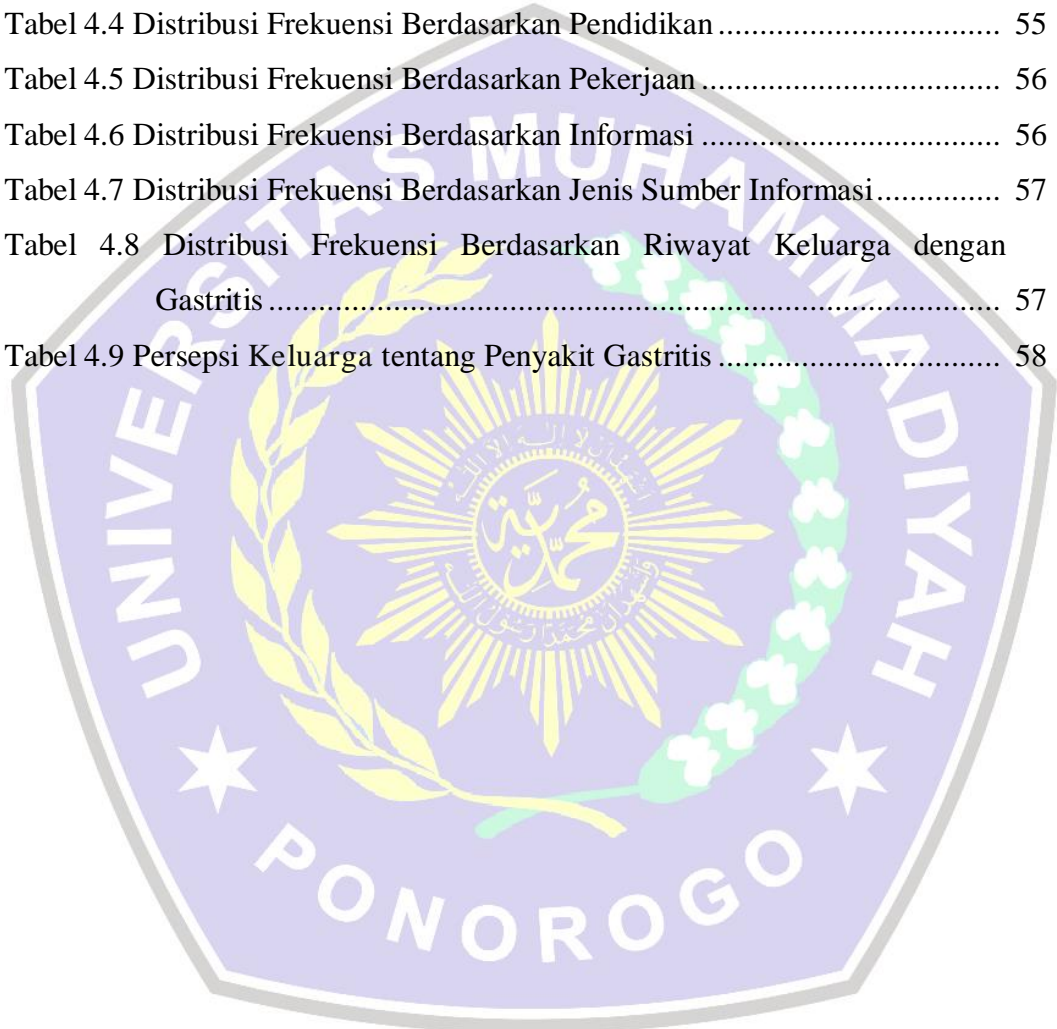 Tabel 4.4 Distribusi Frekuensi Berdasarkan Pendidikan ................................. 55
Tabel 4.5 Distribusi Frekuensi Berdasarkan Pekerjaan ................................... 56
Tabel 4.6 Distribusi Frekuensi Berdasarkan Informasi ................................... 56
Tabel 4.7 Distribusi Frekuensi Berdasarkan Jenis Sumber Informasi............... 57
Tabel 4.8 Distribusi Frekuensi Berdasarkan Riwayat Keluarga dengan
Gastritis ..................................................................................... 57
Tabel 4.9 Persepsi Keluarga tentang Penyakit Gastritis ................................. 58
UNIVERSITAS MUHAMMADIYAH
PONOROGO
محمدية